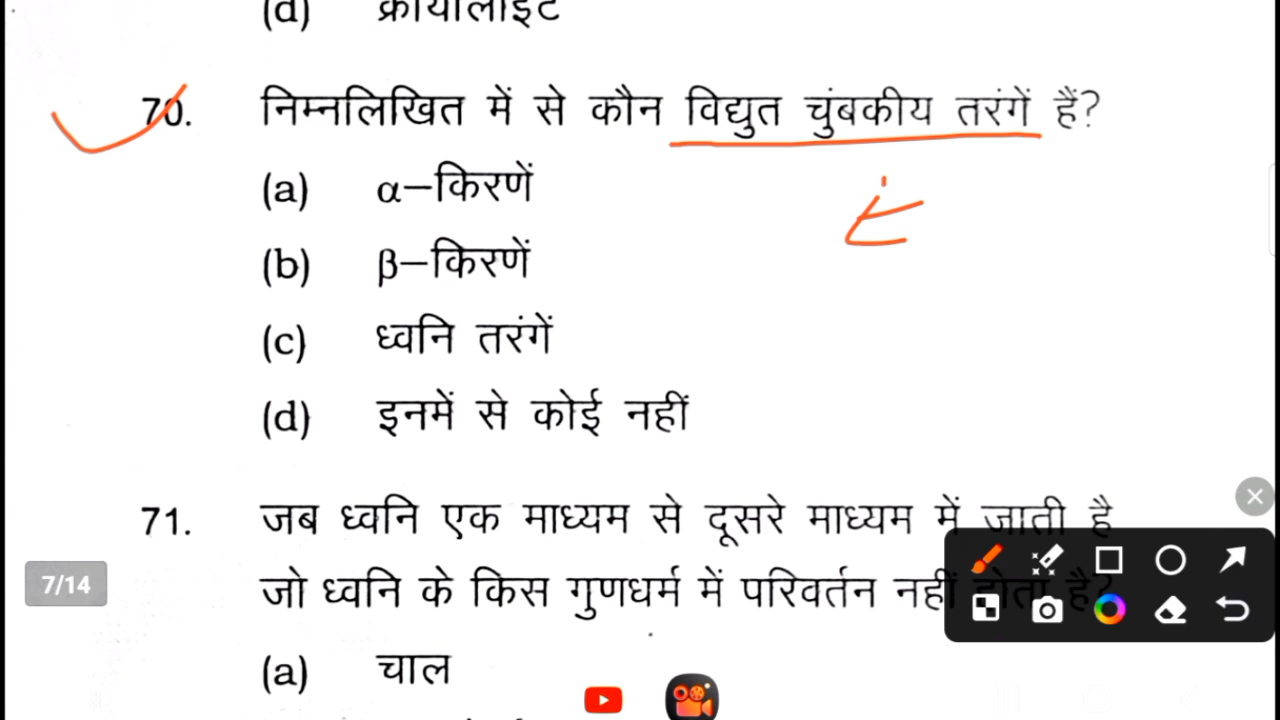 (d) क्रायोलाइट
70. निम्नलिखित में से कौन विद्युत चुंबकीय तरंगें हैं?
(a) α–किरणें
(b) β–किरणें
(c) ध्वनि तरंगें
(d) इनमें से कोई नहीं
71. जब ध्वनि एक माध्यम से दूसरे माध्यम में जाती है
जो ध्वनि के किस गुणधर्म में परिवर्तन नहीं होता है?
7/14
(a) चाल